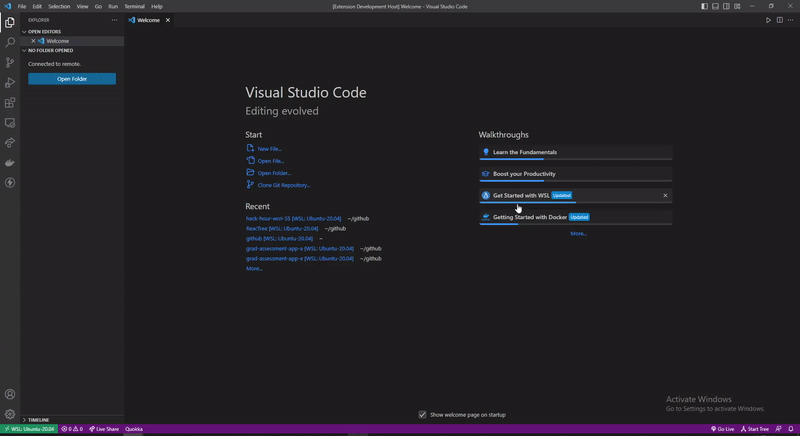 File Edit Selection View Go Run Terminal Help
[Extension Development Host] Welcome - Visual Studio Code
EXPLORER
Welcome
OPEN EDITORS
Welcome
NO FOLDER OPENED
Connected to remote.
Open Folder
Visual Studio Code
Editing evolved
Start
New File...
Open File...
Open Folder...
Clone Git Repository...
Recent
hack-hour-wcri-55 [WSL: Ubuntu-20.04] ~/github
ReacTree [WSL: Ubuntu-20.04] ~/github
github [WSL: Ubuntu-20.04] ~
grad-assessment-app-a [WSL: Ubuntu-20.04] ~/github
grad-assessment-app-e [WSL: Ubuntu-20.04] ~/github
More...
Walkthroughs
Learn the Fundamentals
Boost your Productivity
Get Started with WSL Updated
Getting Started with Docker Updated
More...
Show welcome page on startup
Activate Windows
Go to Settings to activate Windows.
TIMELINE
WSL: Ubuntu-20.04 0 0 Live Share Quokka
Go Live Start Tree